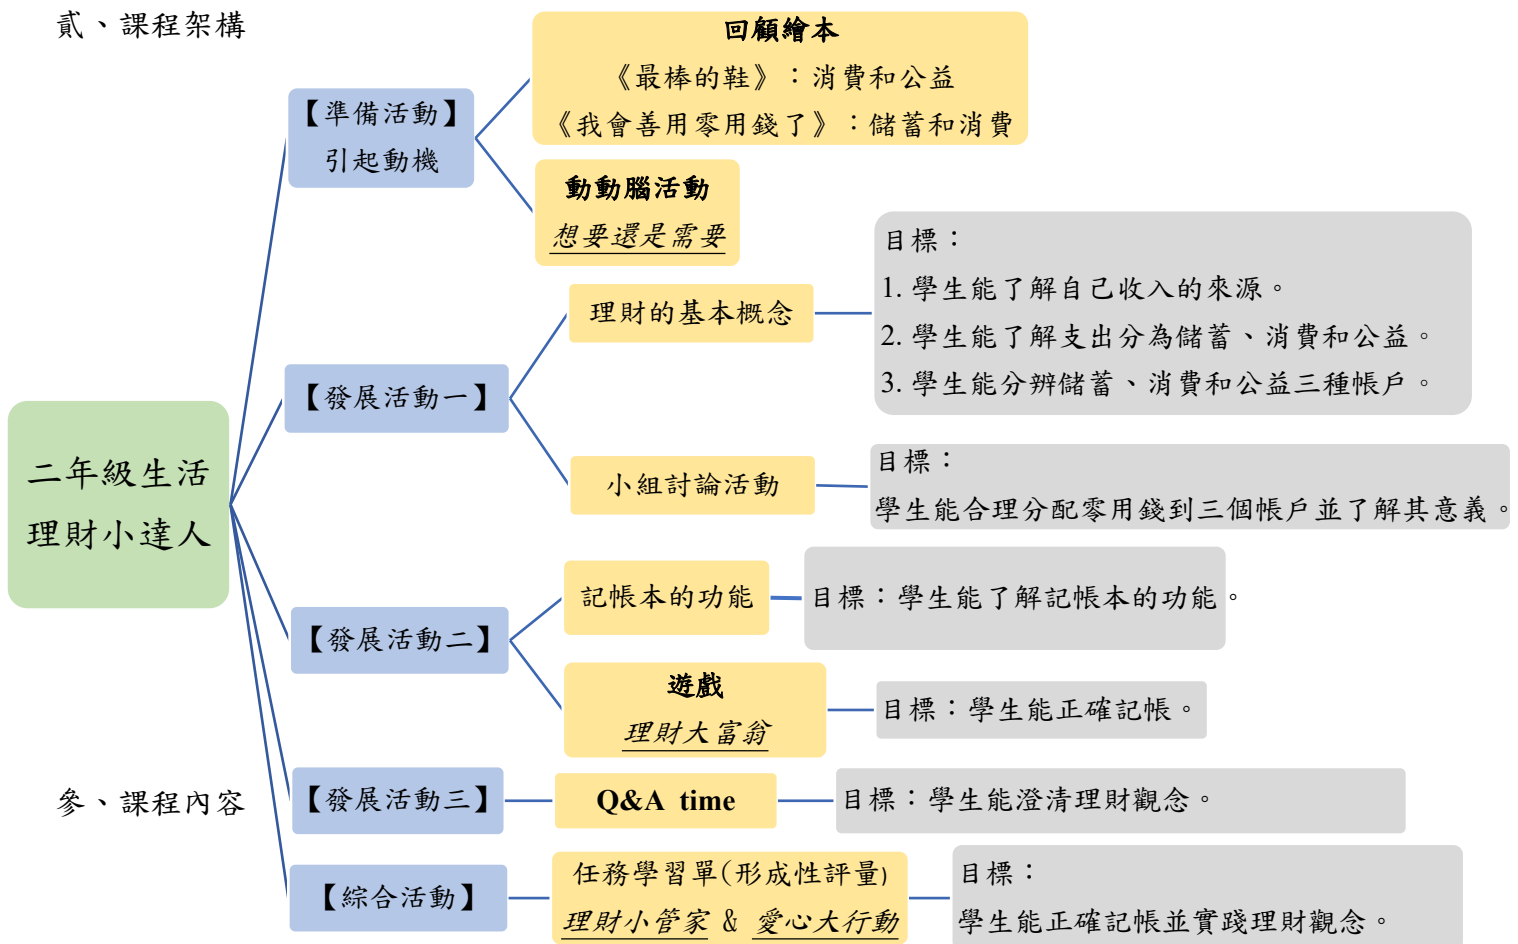 貳、課程架構
二年級生活
理財小達人
【準備活動】
引起動機
回顧繪本
《最棒的鞋》:消費和公益
《我會善用零用錢了》:儲蓄和消費
動動腦活動
想要還是需要
【發展活動一】
理財的基本概念
目標:
1. 學生能了解自己收入的來源。
2. 學生能了解支出分為儲蓄、消費和公益。
3. 學生能分辨儲蓄、消費和公益三種帳戶。
小組討論活動
目標:
學生能合理分配零用錢到三個帳戶並了解其意義。
【發展活動二】
記帳本的功能
目標:學生能了解記帳本的功能。
遊戲
理財大富翁
目標:學生能正確記帳。
參、課程內容
【發展活動三】
Q&A time
目標:學生能澄清理財觀念。
【綜合活動】
任務學習單(形成性評量)
理財小管家 & 愛心大行動
目標:
學生能正確記帳並實踐理財觀念。